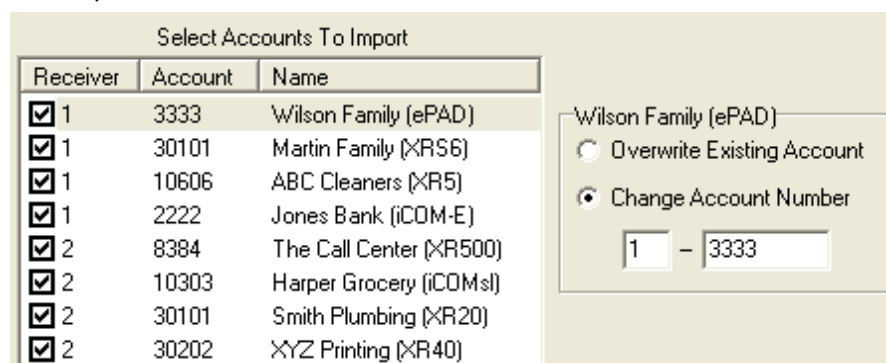 Select Accounts To Import
Receiver Account Name
1 3333 Wilson Family (ePAD)
1 30101 Martin Family (XRS6)
1 10606 ABC Cleaners (XR5)
1 2222 Jones Bank (iCOM-E)
2 8384 The Call Center (XR500)
2 10303 Harper Grocery (iCOMsl)
2 30101 Smith Plumbing (XR20)
2 30202 XYZ Printing (XR40)
Wilson Family (ePAD)
Overwrite Existing Account
Change Account Number
1 – 3333